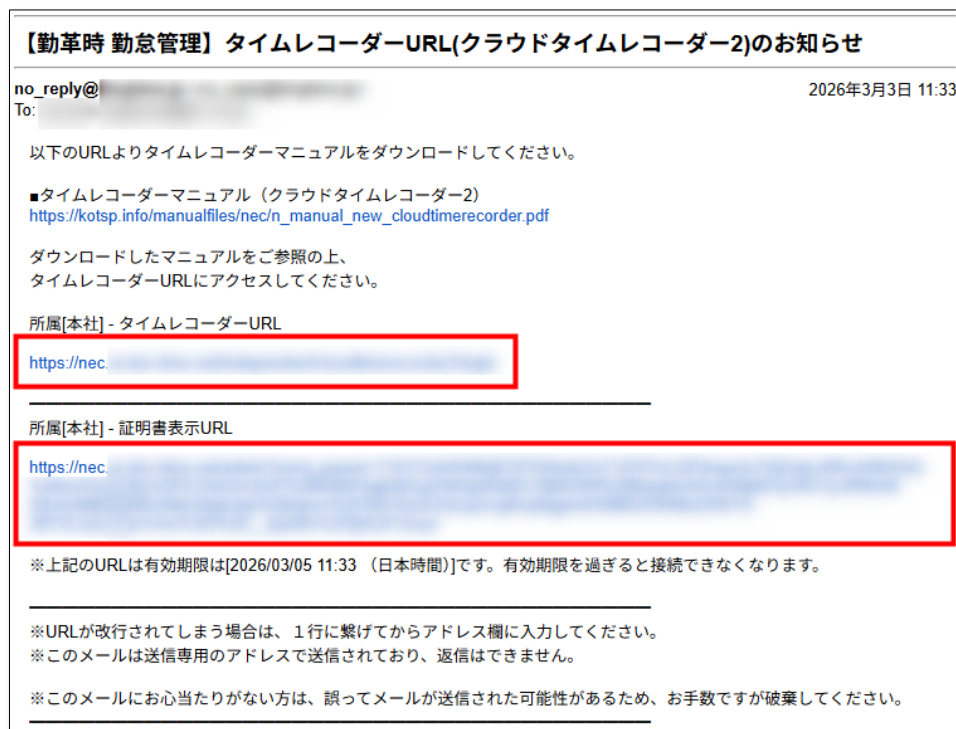 【勤革時 勤怠管理】タイムレコーダーURL(クラウドタイムレコーダー2)のお知らせ
no_reply@
2026年3月3日 11:33
To:
以下のURLよりタイムレコーダーマニュアルをダウンロードしてください。
■タイムレコーダーマニュアル（クラウドタイムレコーダー2）
https://kotsp.info/manualfiles/nec/n_manual_new_cloudtimerecorder.pdf
ダウンロードしたマニュアルをご参照の上、
タイムレコーダーURLにアクセスしてください。
所属[本社] - タイムレコーダーURL
https://nec.
所属[本社] - 証明書表示URL
https://nec.
※上記のURLは有効期限は[2026/03/05 11:33 （日本時間）]です。有効期限を過ぎると接続できなくなります。
※URLが改行されてしまう場合は、１行に繋げてからアドレス欄に入力してください。
※このメールは送信専用のアドレスで送信されており、返信はできません。
※このメールにお心当たりがない方は、誤ってメールが送信された可能性があるため、お手数ですが破棄してください。